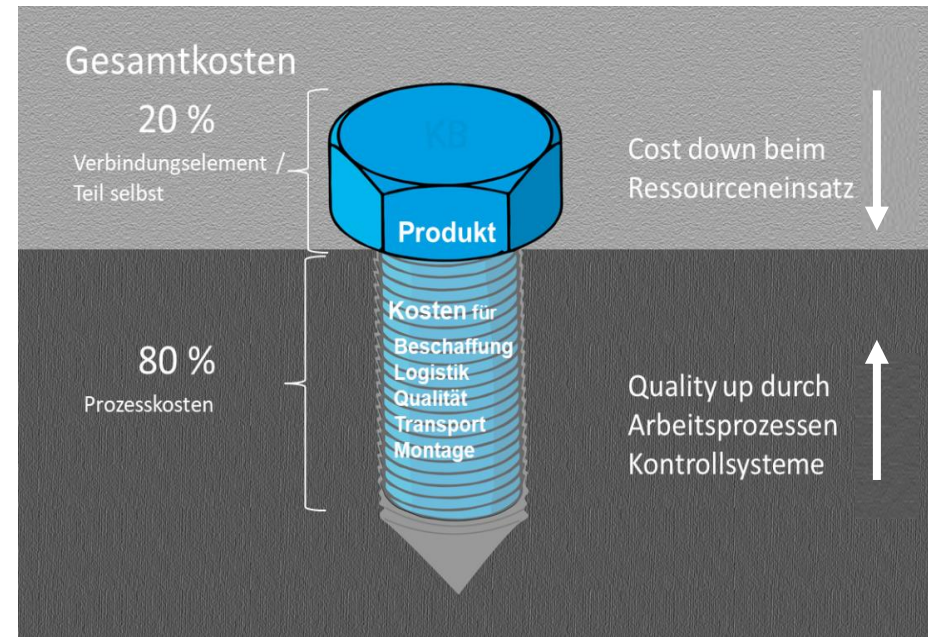 Gesamtkosten
20 %
Verbindungselement /
Teil selbst
KB
Produkt
Cost down beim
Ressourceneinsatz
80 %
Prozesskosten
Kosten für
Beschaffung
Logistik
Qualität
Transport
Montage
Quality up durch
Arbeitsprozessen
Kontrollsysteme